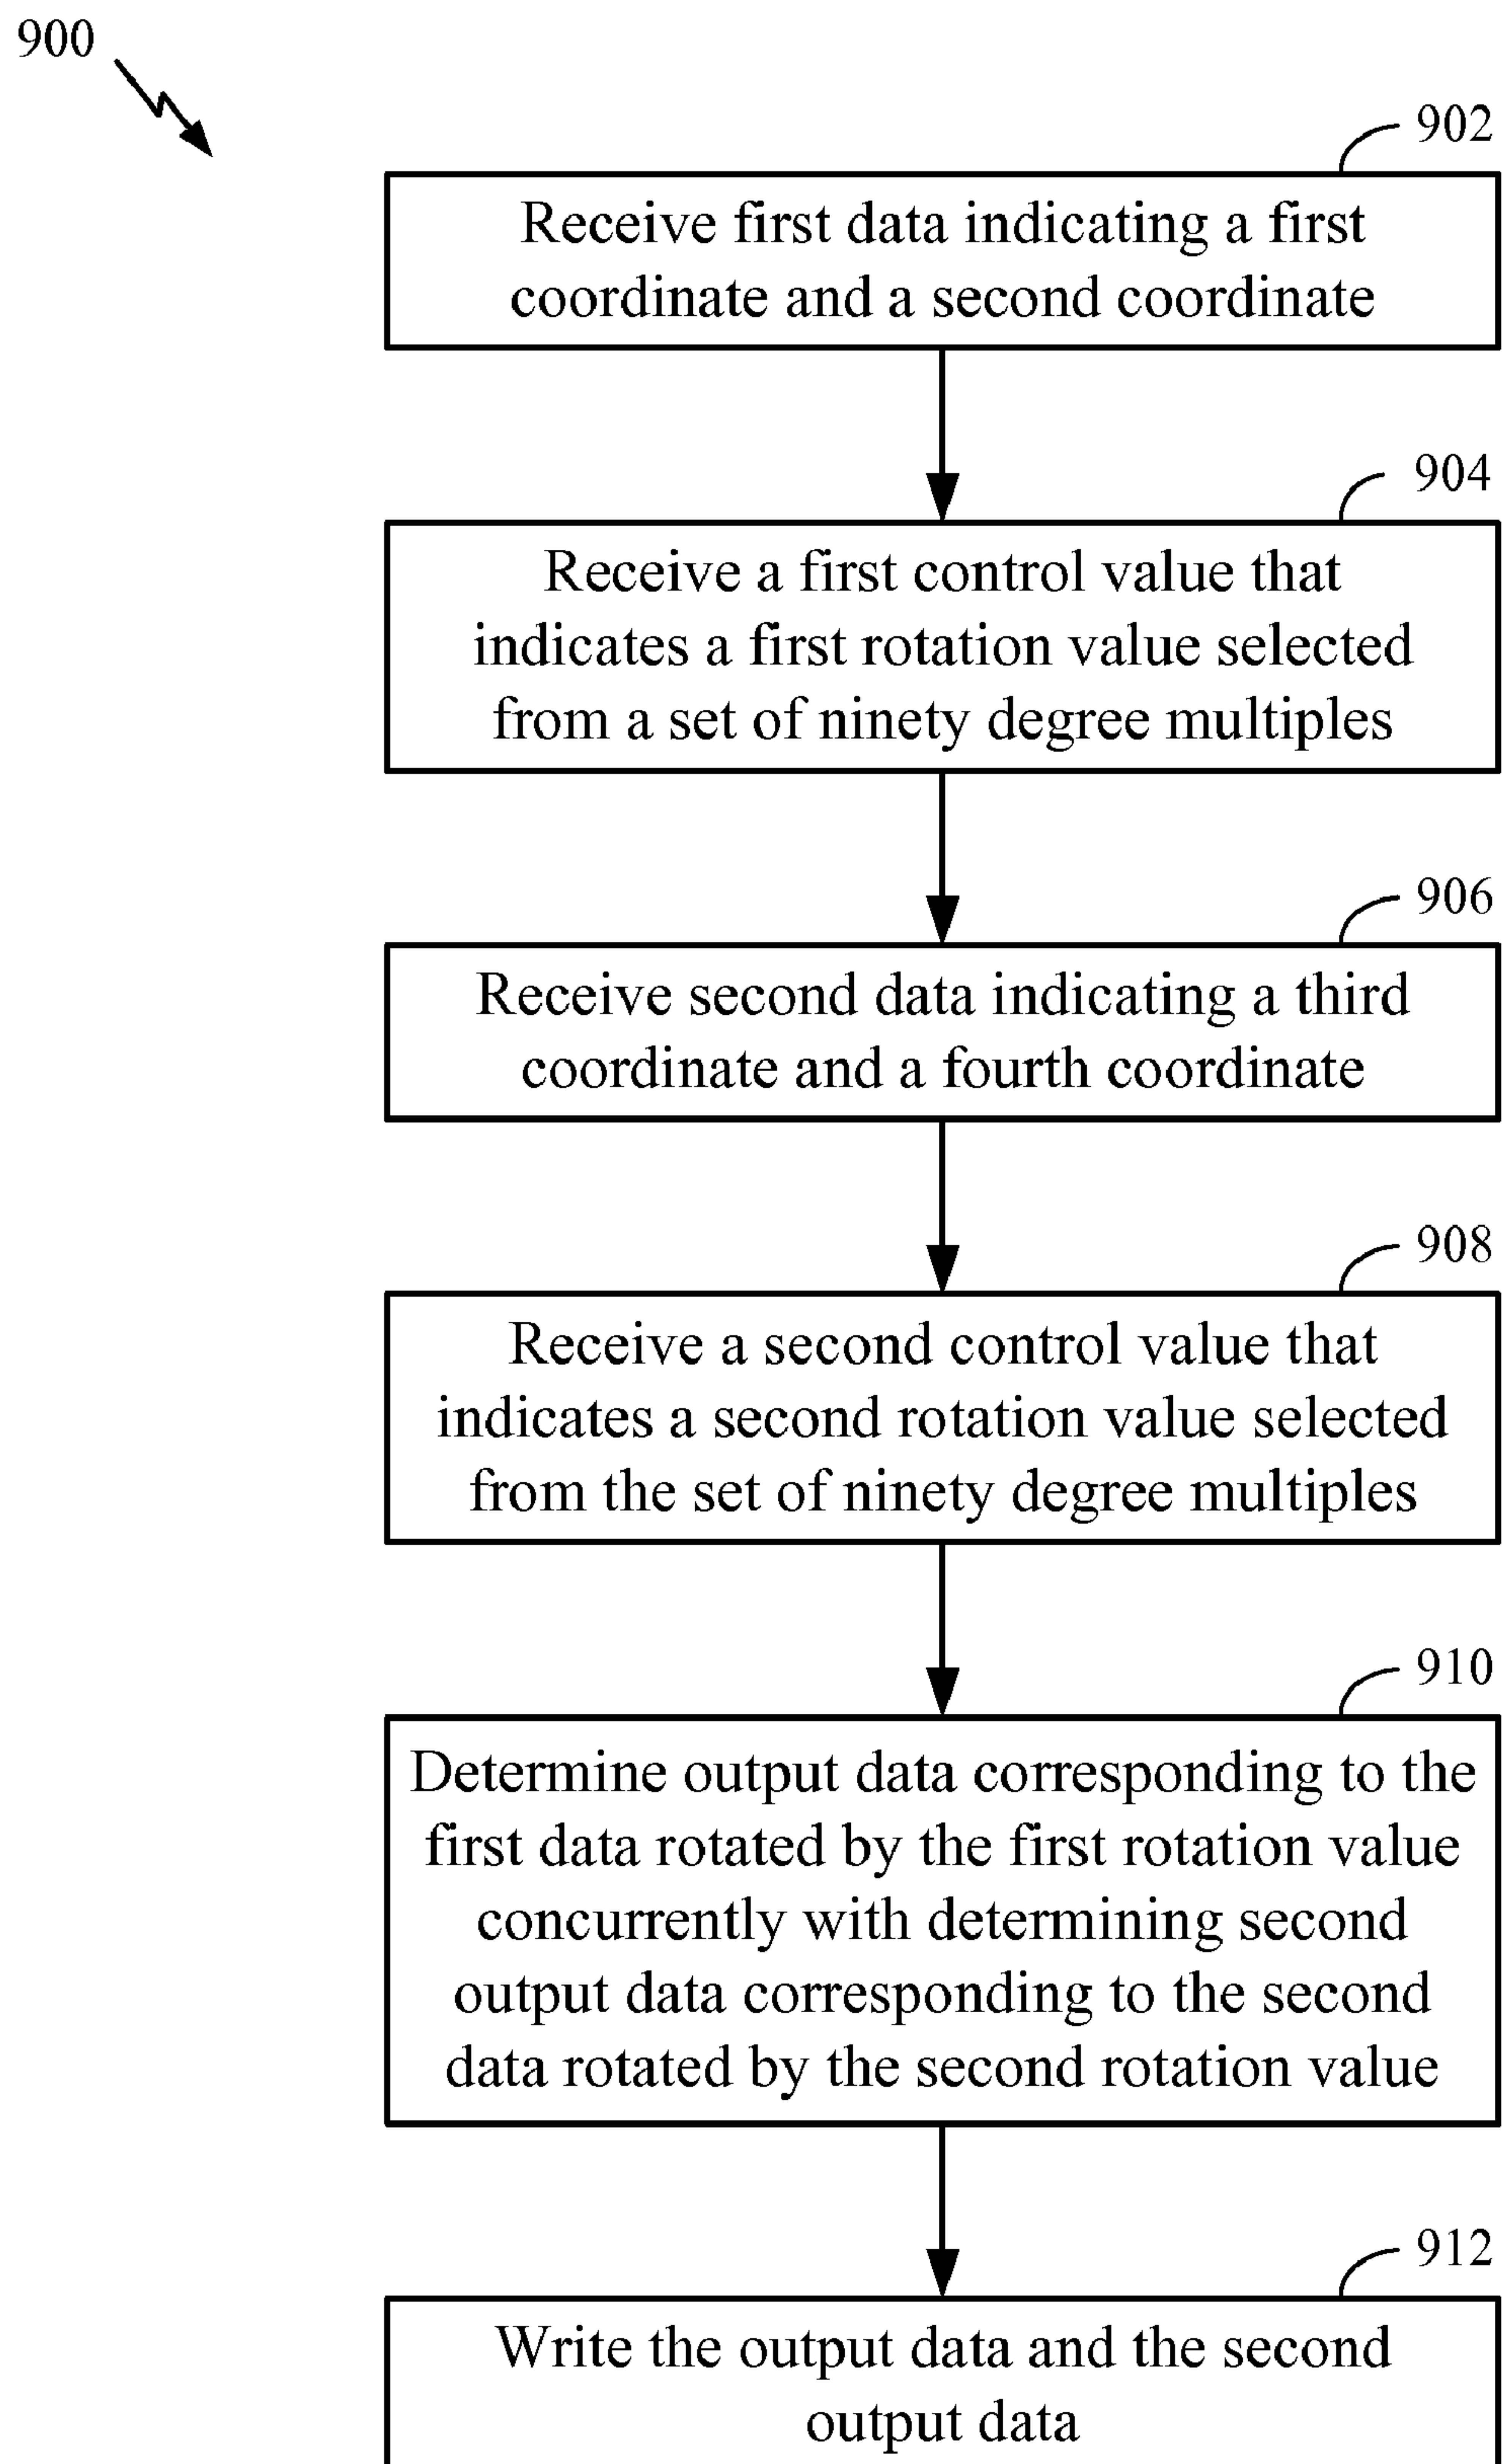 900
902
Receive first data indicating a first
coordinate and a second coordinate
904
Receive a first control value that
indicates a first rotation value selected
from a set of ninety degree multiples
906
Receive second data indicating a third
coordinate and a fourth coordinate
908
Receive a second control value that
indicates a second rotation value selected
from the set of ninety degree multiples
910
Determine output data corresponding to the
first data rotated by the first rotation value
concurrently with determining second
output data corresponding to the second
data rotated by the second rotation value
912
Write the output data and the second
output data